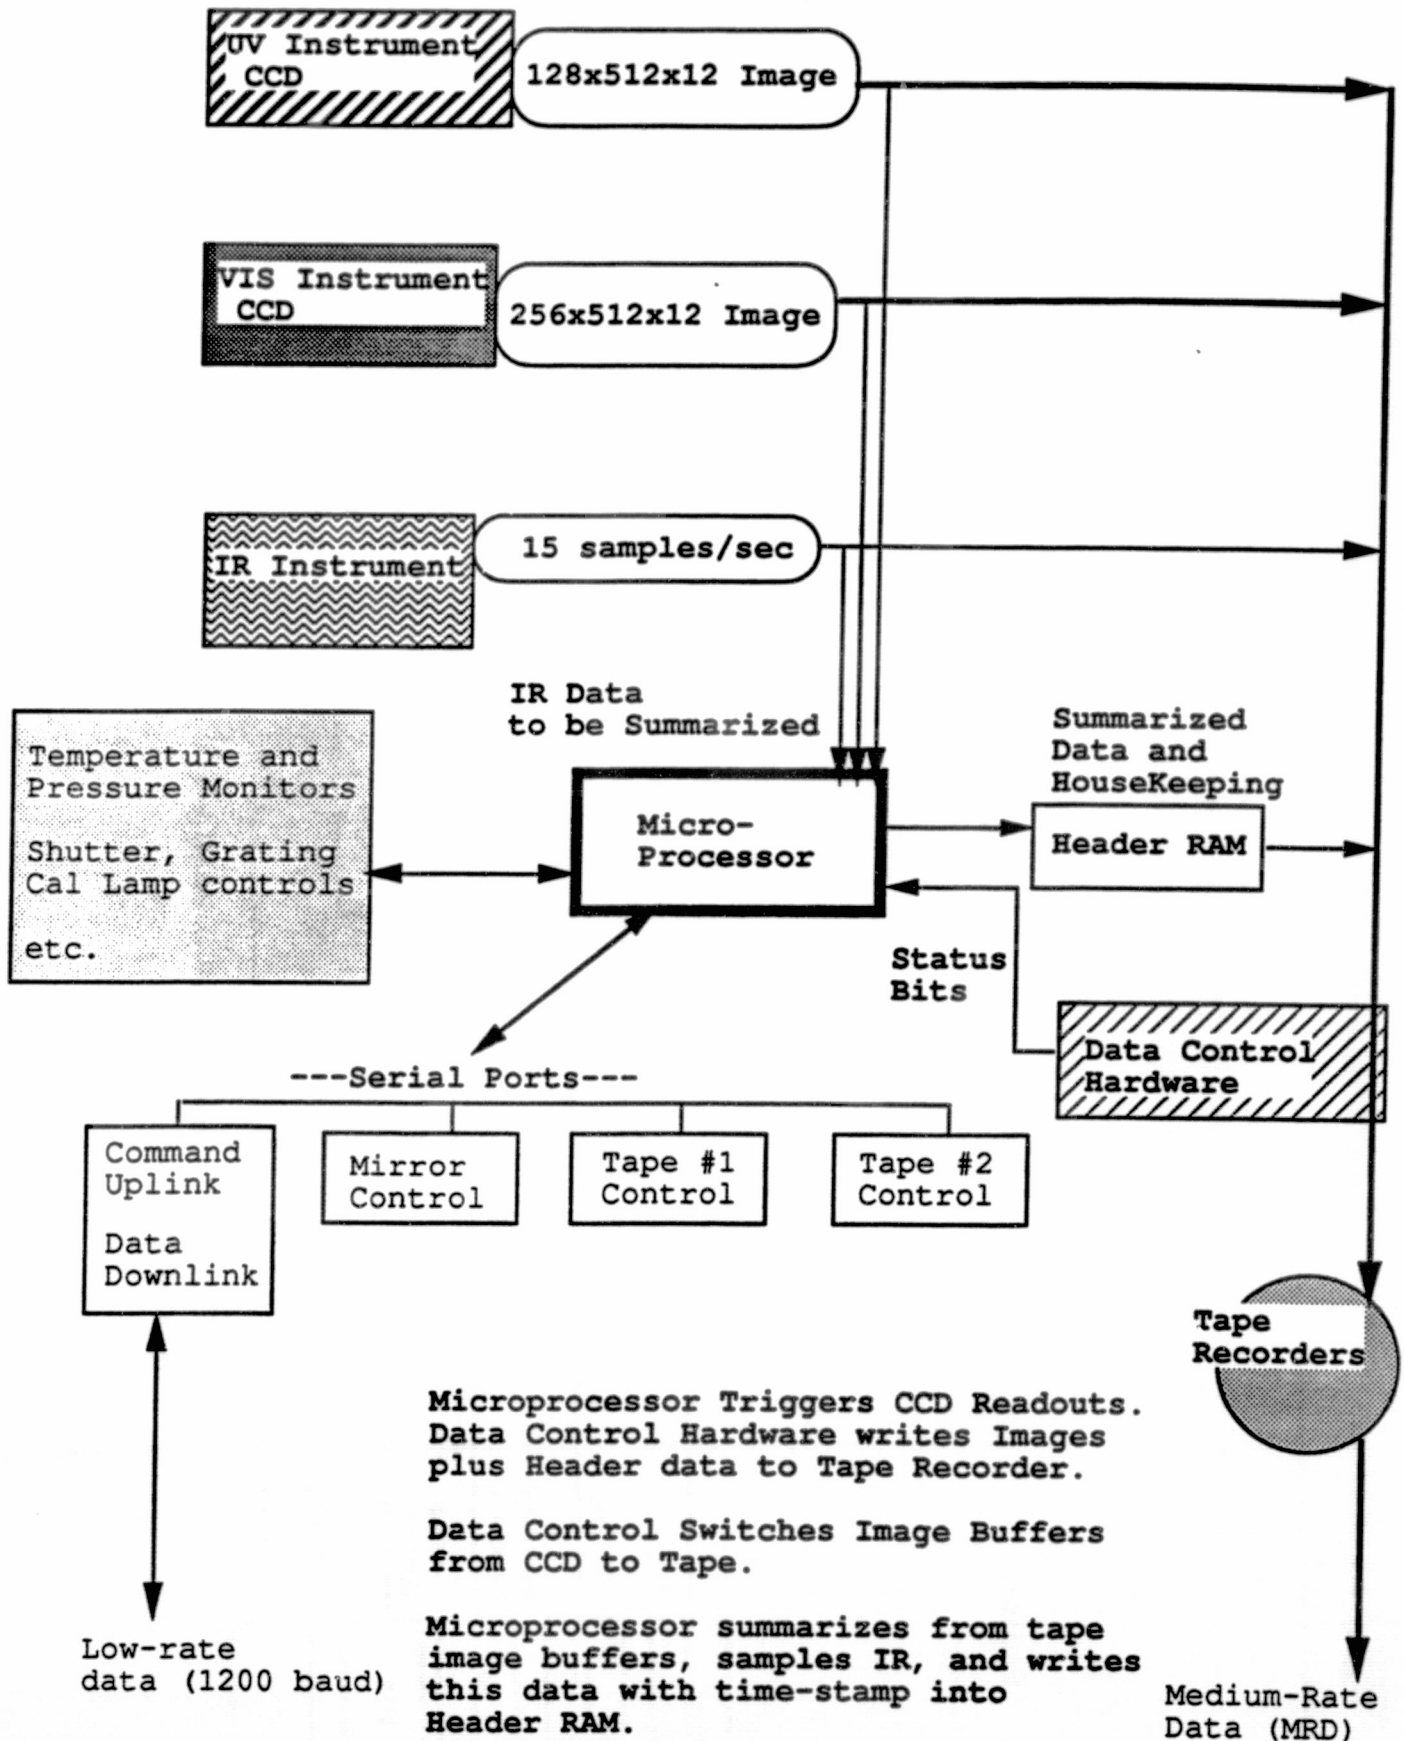 UV Instrument
CCD
128x512x12 Image
VIS Instrument
CCD
256x512x12 Image
IR Instrument
15 samples/sec
IR Data
to be Summarized
Summarized
Data and
HouseKeeping
Temperature and
Pressure Monitors
Shutter, Grating
Cal Lamp controls
etc.
Micro-
Processor
Header RAM
Status
Bits
Data Control
Hardware
---Serial Ports---
Command
Uplink
Data
Downlink
Mirror
Control
Tape #1
Control
Tape #2
Control
Tape
Recorders
Microprocessor Triggers CCD Readouts.
Data Control Hardware writes Images
plus Header data to Tape Recorder.
Data Control Switches Image Buffers
from CCD to Tape.
Microprocessor summarizes from tape
image buffers, samples IR, and writes
this data with time-stamp into
Header RAM.
Low-rate
data (1200 baud)
Medium-Rate
Data (MRD)